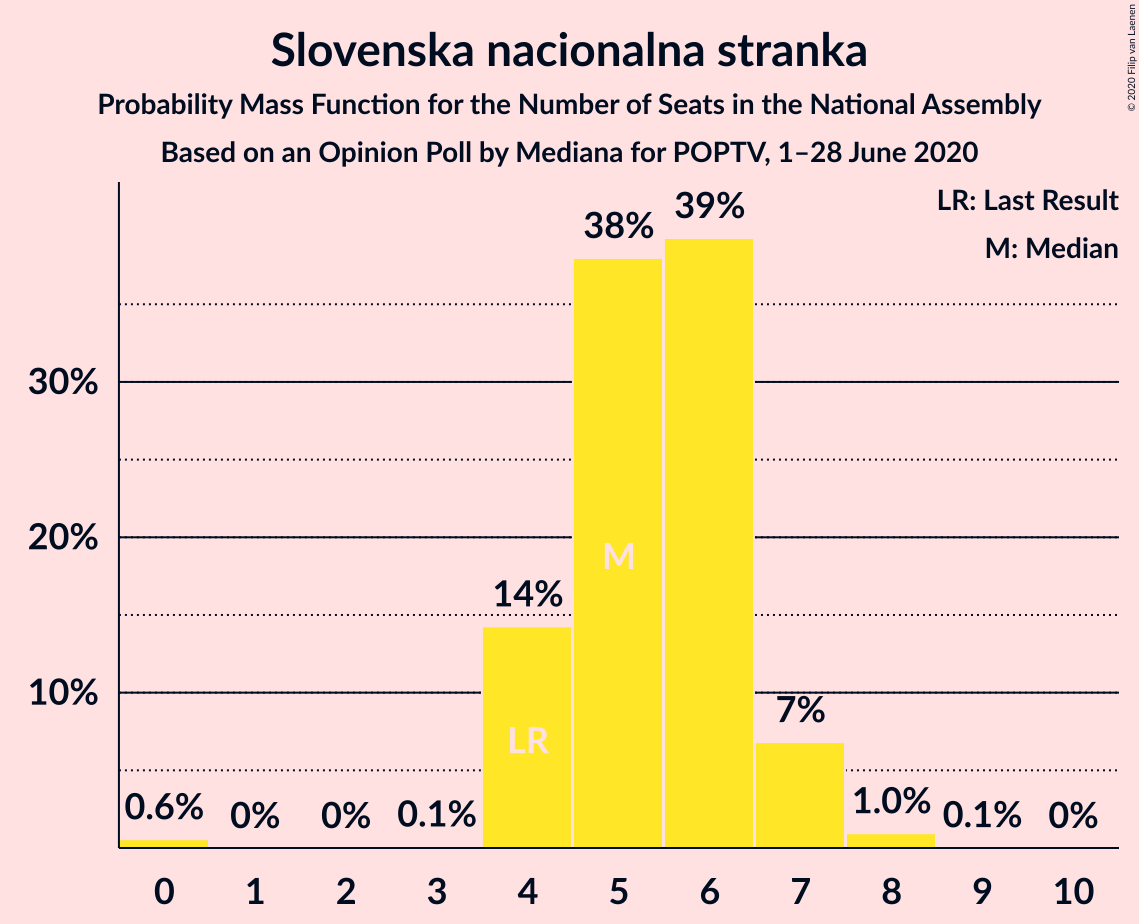 Slovenska nacionalna stranka
Probability Mass Function for the Number of Seats in the National Assembly
Based on an Opinion Poll by Mediana for POPTV, 1–28 June 2020
© 2020 Filip van Laenen
LR: Last Result
M: Median
39%
38%
30%
20%
M
14%
10%
7%
LR
0.6%
0%
0%
0.1%
1.0%
0.1%
0%
0 1 2 3 4 5 6 7 8 9 10